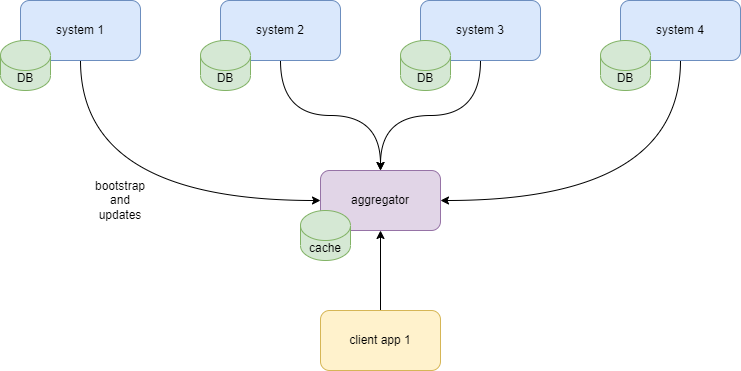 system 1
system 2
system 3
system 4
DB
DB
DB
DB
bootstrap
and
updates
aggregator
cache
client app 1